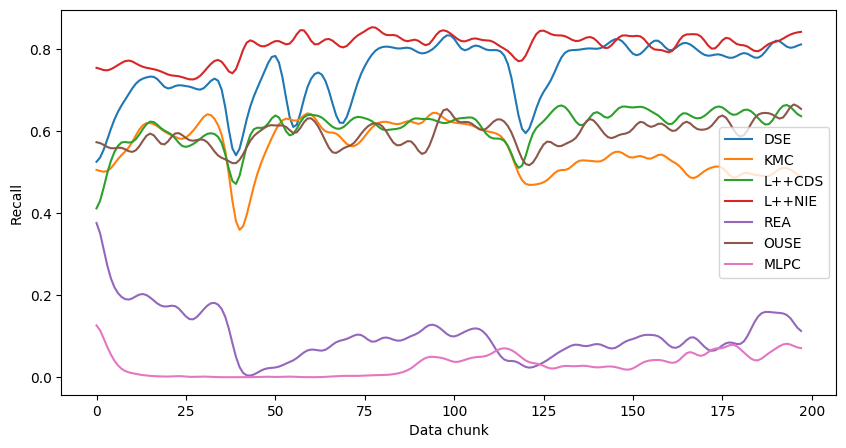 0.8
0.6
0.4
0.2
0.0
Recall
0
25
50
75
100
125
150
175
200
Data chunk
DSE
KMC
L++CDS
L++NIE
REA
OUSE
MLPC